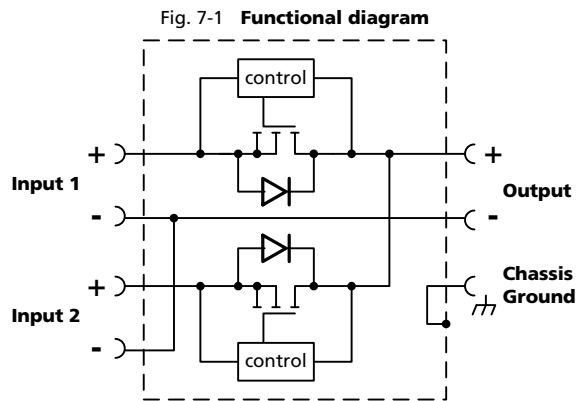 Fig. 7-1 Functional diagram
control
+ +
Input 1 Output
- -
+ Chassis
Ground
Input 2
-
control